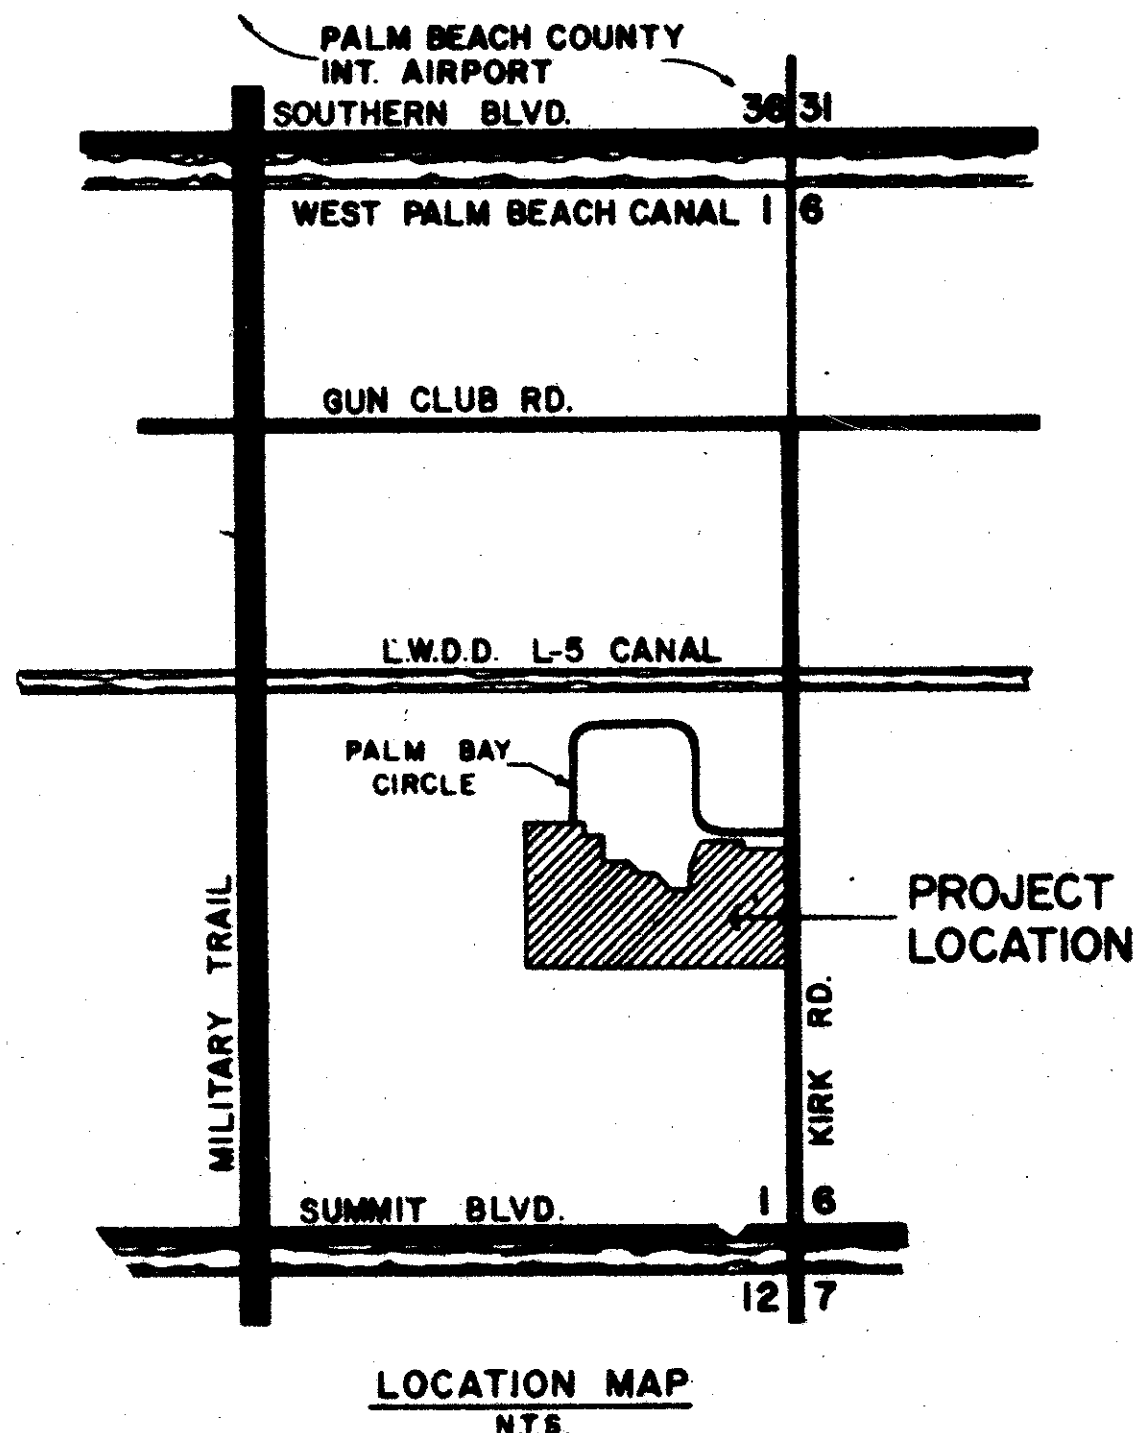 PALM BEACH COUNTY
INT. AIRPORT
SOUTHERN BLVD.
36 31
WEST PALM BEACH CANAL 1 6
GUN CLUB RD.
L.W.D.D. L-5 CANAL
PALM BAY
CIRCLE
PROJECT
LOCATION
MILITARY TRAIL
KIRK RD.
SUMMIT BLVD.
1 6
12 7
LOCATION MAP
N.T.S.